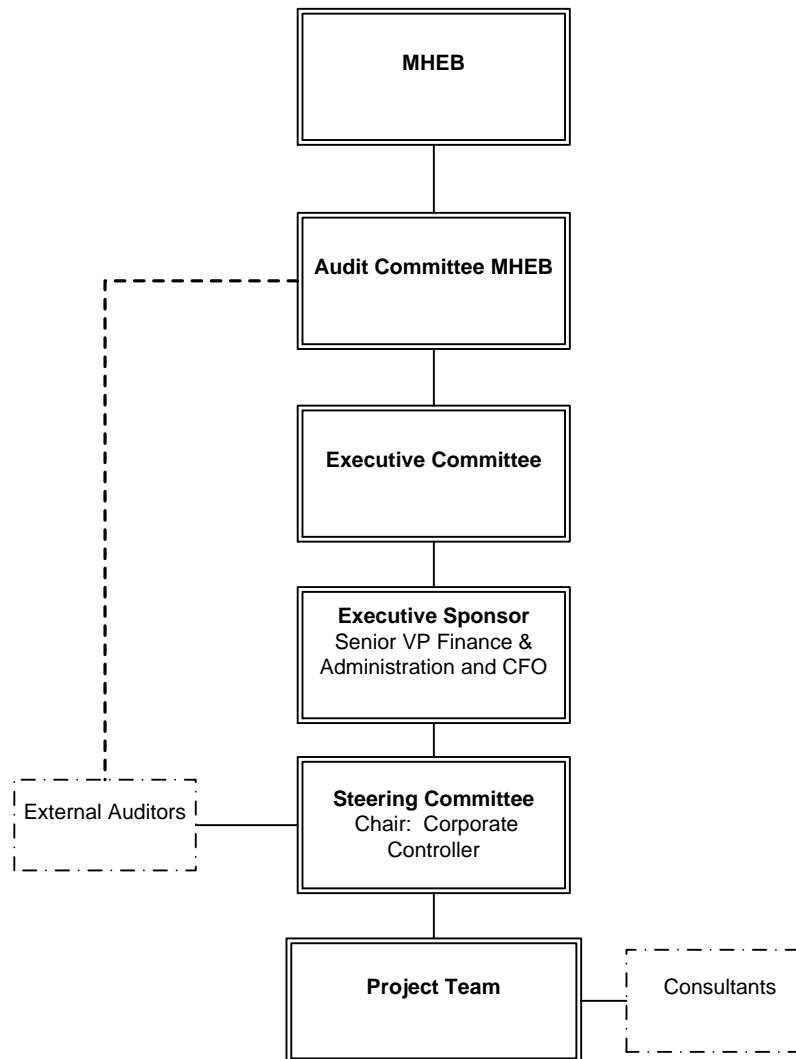 MHEB
Audit Committee MHEB
Executive Committee
Executive Sponsor
Senior VP Finance &
Administration and CFO
External Auditors
Steering Committee
Chair:  Corporate
Controller
Project Team
Consultants